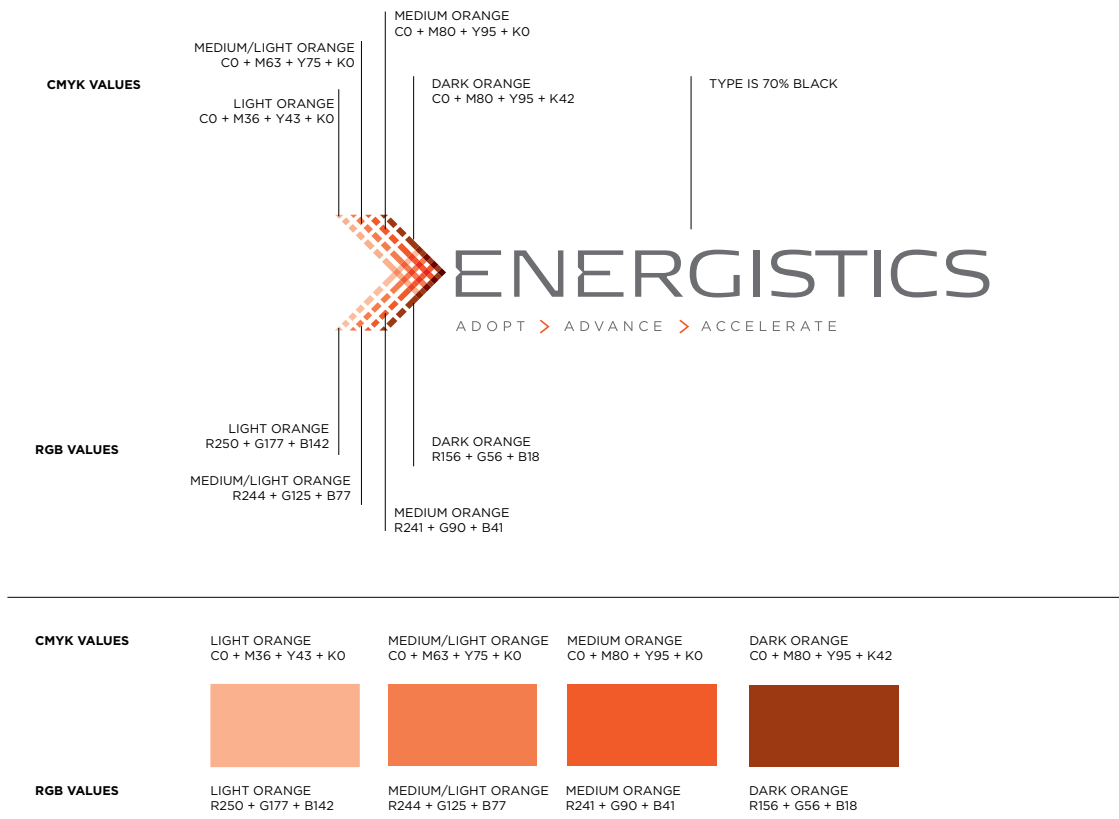 MEDIUM ORANGE
C0 + M80 + Y95 + K0
MEDIUM/LIGHT ORANGE
C0 + M63 + Y75 + K0
CMYK VALUES
LIGHT ORANGE
C0 + M36 + Y43 + K0
DARK ORANGE
C0 + M80 + Y95 + K42
TYPE IS 70% BLACK
ENERGISTICS
ADOPT > ADVANCE > ACCELERATE
RGB VALUES
LIGHT ORANGE
R250 + G177 + B142
DARK ORANGE
R156 + G56 + B18
MEDIUM/LIGHT ORANGE
R244 + G125 + B77
MEDIUM ORANGE
R241 + G90 + B41
CMYK VALUES
LIGHT ORANGE
C0 + M36 + Y43 + K0
MEDIUM/LIGHT ORANGE
C0 + M63 + Y75 + K0
MEDIUM ORANGE
C0 + M80 + Y95 + K0
DARK ORANGE
C0 + M80 + Y95 + K42
RGB VALUES
LIGHT ORANGE
R250 + G177 + B142
MEDIUM/LIGHT ORANGE
R244 + G125 + B77
MEDIUM ORANGE
R241 + G90 + B41
DARK ORANGE
R156 + G56 + B18